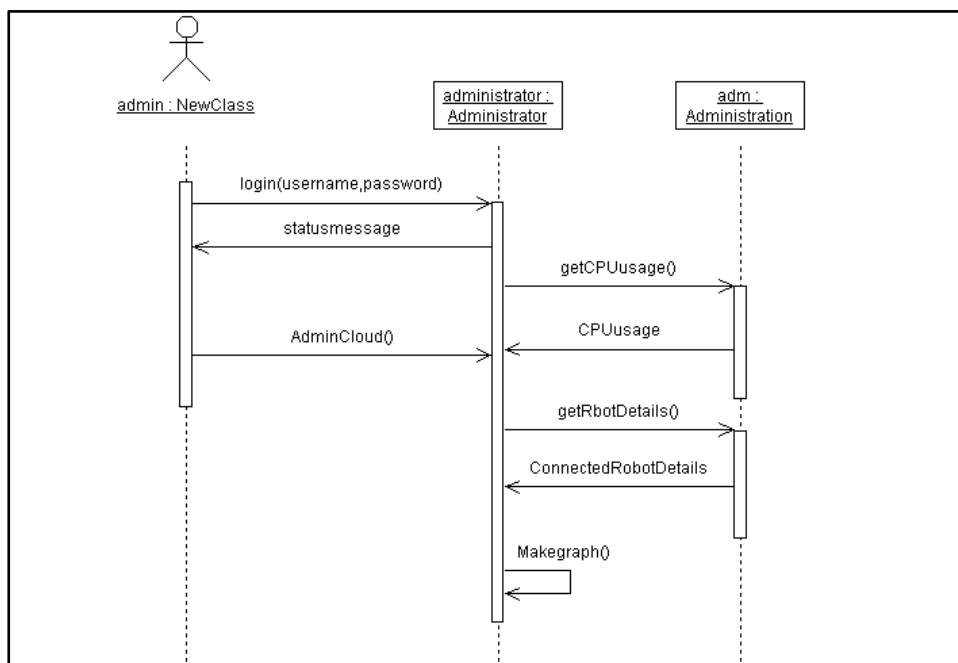 admin : NewClass
administrator :
Administrator
adm :
Administration
login(username,password)
statusmessage
getCPUusage()
CPUusage
AdminCloud()
getRbotDetails()
ConnectedRobotDetails
Makegraph()